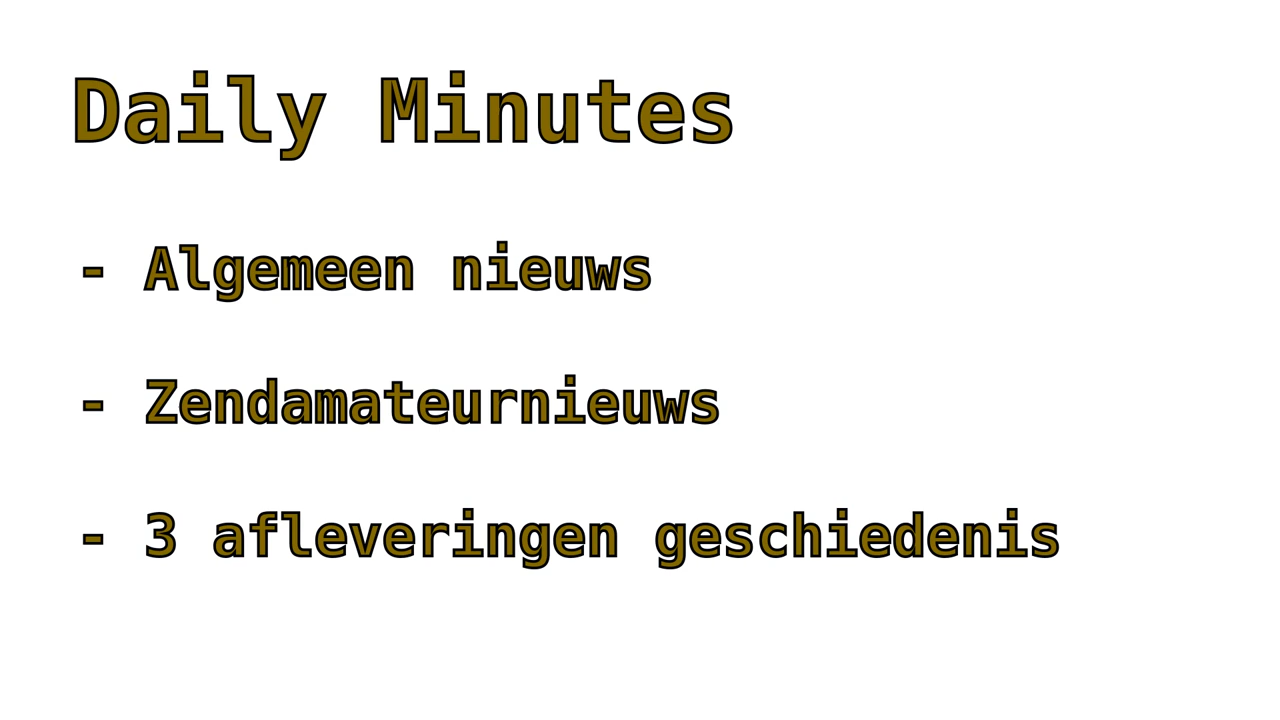 Daily Minutes
- Algemeen nieuws
- Zendamateurnieuws
- 3 afleveringen geschiedenis